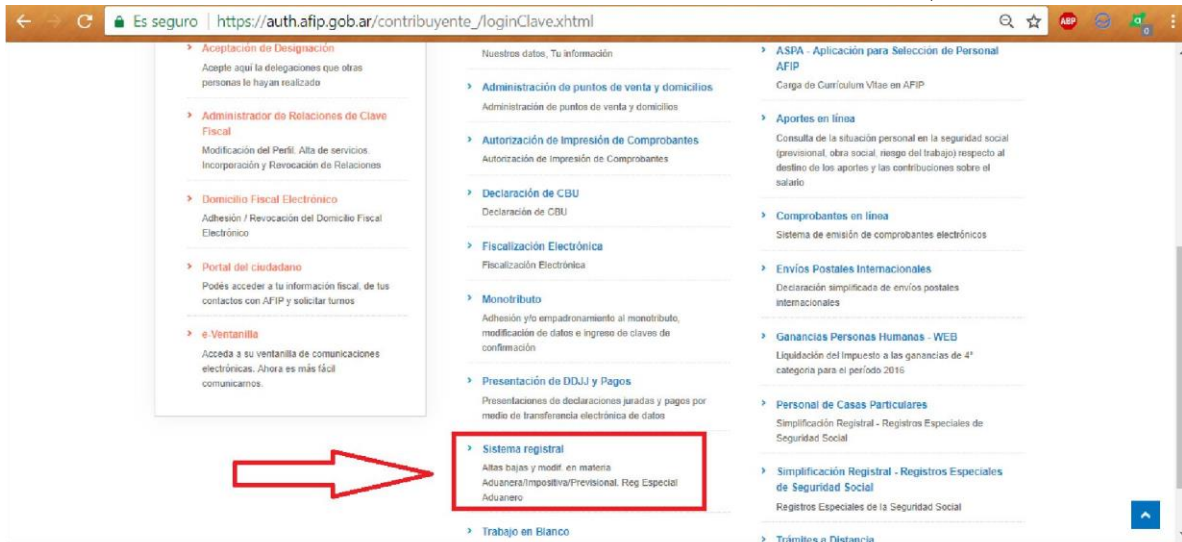 Es seguro | https://auth.afip.gob.ar/contribuyente_/loginClave.xhtml
ABP
Aceptación de Designación
Acepte aquí la delegaciones que otras
personas le hayan realizado
Administrador de Relaciones de Clave
Fiscal
Modificación del Perfil. Alta de servicios.
Incorporación y Revocación de Relaciones
Domicilio Fiscal Electrónico
Adhesión / Revocación del Domicilio Fiscal
Electrónico
Portal del ciudadano
Podés acceder a tu información fiscal, de tus
contactos con AFIP y solicitar turnos
e-Ventanilla
Acceda a su ventanilla de comunicaciones
electrónicas. Ahora es más fácil
comunicarnos.
Nuestros datos, Tu información
Administración de puntos de venta y domicilios
Administración de puntos de venta y domicilios
Autorización de Impresión de Comprobantes
Autorización de Impresión de Comprobantes
Declaración de CBU
Declaración de CBU
Fiscalización Electrónica
Fiscalización Electrónica
Monotributo
Adhesión y/o empadronamiento al monotributo,
modificación de datos e ingreso de claves de
confirmación
Presentación de DDJJ y Pagos
Presentaciones de declaraciones juradas y pagos por
medio de transferencia electrónica de datos
Sistema registral
Altas bajas y modif. en materia
Aduanera/Impositiva/Previsional. Reg Especial
Aduanero
Trabajo en Blanco
ASPA - Aplicación para Selección de Personal
AFIP
Carga de Currículum Vitae en AFIP
Aportes en línea
Consulta de la situación personal en la seguridad social
(previsional, obra social, riesgo del trabajo) respecto al
destino de los aportes y las contribuciones sobre el
salario
Comprobantes en línea
Sistema de emisión de comprobantes electrónicos
Envíos Postales Internacionales
Declaración simplificada de envíos postales
internacionales
Ganancias Personas Humanas - WEB
Liquidación del Impuesto a las ganancias de 4°
categoría para el período 2016
Personal de Casas Particulares
Simplificación Registral - Registros Especiales de
Seguridad Social
Simplificación Registral - Registros Especiales
de Seguridad Social
Registros Especiales de la Seguridad Social
Trámites a Distancia